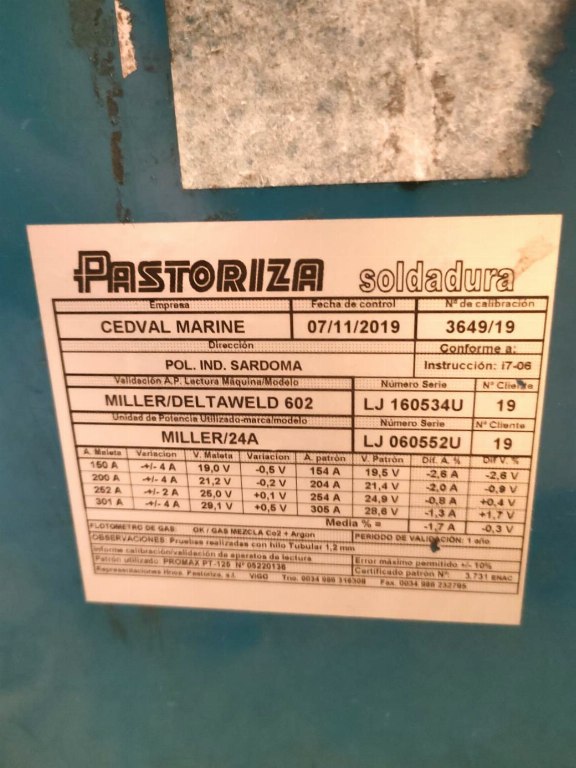 PASTORIZA soldadura
Empresa Fecha de control Nª de calibración
CEDVAL MARINE 07/11/2019 3649/19
Dirección Conforme a:
POL. IND. SARDOMA Instrucción: i7-06
Validación A.P. Lectura Máquina/Modelo Número Serie Nª Cliente
MILLER/DELTAWELD 602 LJ 160534U 19
Unidad de Potencia Utilizado-marca/modelo Número Serie Nª Cliente
MILLER/24A LJ 060552U 19
A. Maleta Variacion V. Maleta Variacion A. patrón V. Patrón Dif. A. % Dif V. %
150 A -+/- 4 A 19,0 V -0,5 V 154 A 19,5 V -2,6 A -2,6 V
200 A -+/- 4 A 21,2 V -0,2 V 204 A 21,4 V -2,0 A -0,9 V
252 A -+/- 2 A 25,0 V +0,1 V 254 A 24,9 V -0,8 A +0,4 V
301 A -+/- 4 A 29,1 V +0,5 V 305 A 28,6 V -1,3 A +1,7 V
Media % = -1,7 A -0,3 V
FLOTOMETRO DE GAS: OK / GAS MEZCLA Co2 + Argon PERIODO DE VALIDACIÓN: 1 año
OBSERVACIONES: Pruebas realizadas con hilo Tubular 1,2 mm
Informe calibración/validación de aparatos de lectura Error máximo permitido +/- 10%
Patrón utilizado: PROMAX PT-125 Nº 05220136 Certificado patrón Nº: 3.731 ENAC
Representaciones Hnos. Pastoriza, s.l. VIGO Tno. 0034 986 316308 Fax. 0034 986 232795